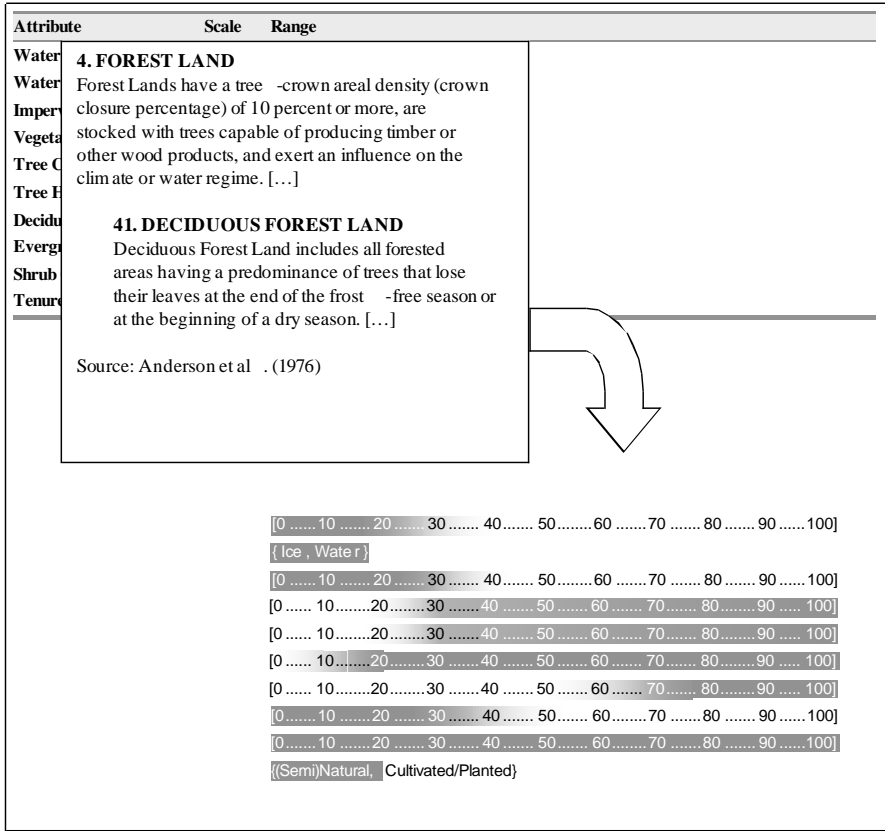 Attribute Scale Range
Water
Water
Imperv
Vegeta
Tree C
Tree H
Decidu
Evergr
Shrub
Tenure
4. FOREST LAND
Forest Lands have a tree -crown areal density (crown
closure percentage) of 10 percent or more, are
stocked with trees capable of producing timber or
other wood products, and exert an influence on the
climate or water regime. […]
41. DECIDUOUS FOREST LAND
Deciduous Forest Land includes all forested
areas having a predominance of trees that lose
their leaves at the end of the frost -free season or
at the beginning of a dry season. […]
Source: Anderson et al . (1976)
[0 ...... 10 ....... 20 ....... 30 ....... 40 ....... 50 ........ 60 ....... 70 ....... 80 ....... 90 ...... 100]
{ Ice , Water }
[0 ...... 10 ....... 20 ....... 30 ....... 40 ....... 50 ........ 60 ....... 70 ....... 80 ....... 90 ...... 100]
[0 ...... 10 ........ 20 ........ 30 ....... 40 ...... 50 ...... 60 ....... 70 ....... 80 ........ 90 ..... 100]
[0 ...... 10 ........ 20 ........ 30 ....... 40 ...... 50 ...... 60 ....... 70 ....... 80 ........ 90 ..... 100]
[0 ...... 10 ........ 20 ........ 30 ....... 40 ....... 50 ....... 60 ....... 70 ....... 80 ....... 90 ..... 100]
[0 ...... 10 ........ 20 ........ 30 ....... 40 ....... 50 ....... 60 ....... 70 ....... 80 ........ 90 ..... 100]
[0 ...... 10 ....... 20 ....... 30 ....... 40 ....... 50 ....... 60 ....... 70 ....... 80 ....... 90 ...... 100]
[0 ...... 10 ....... 20 ....... 30 ....... 40 ....... 50 ....... 60 ....... 70 ....... 80 ....... 90 ...... 100]
{(Semi)Natural, Cultivated/Planted}